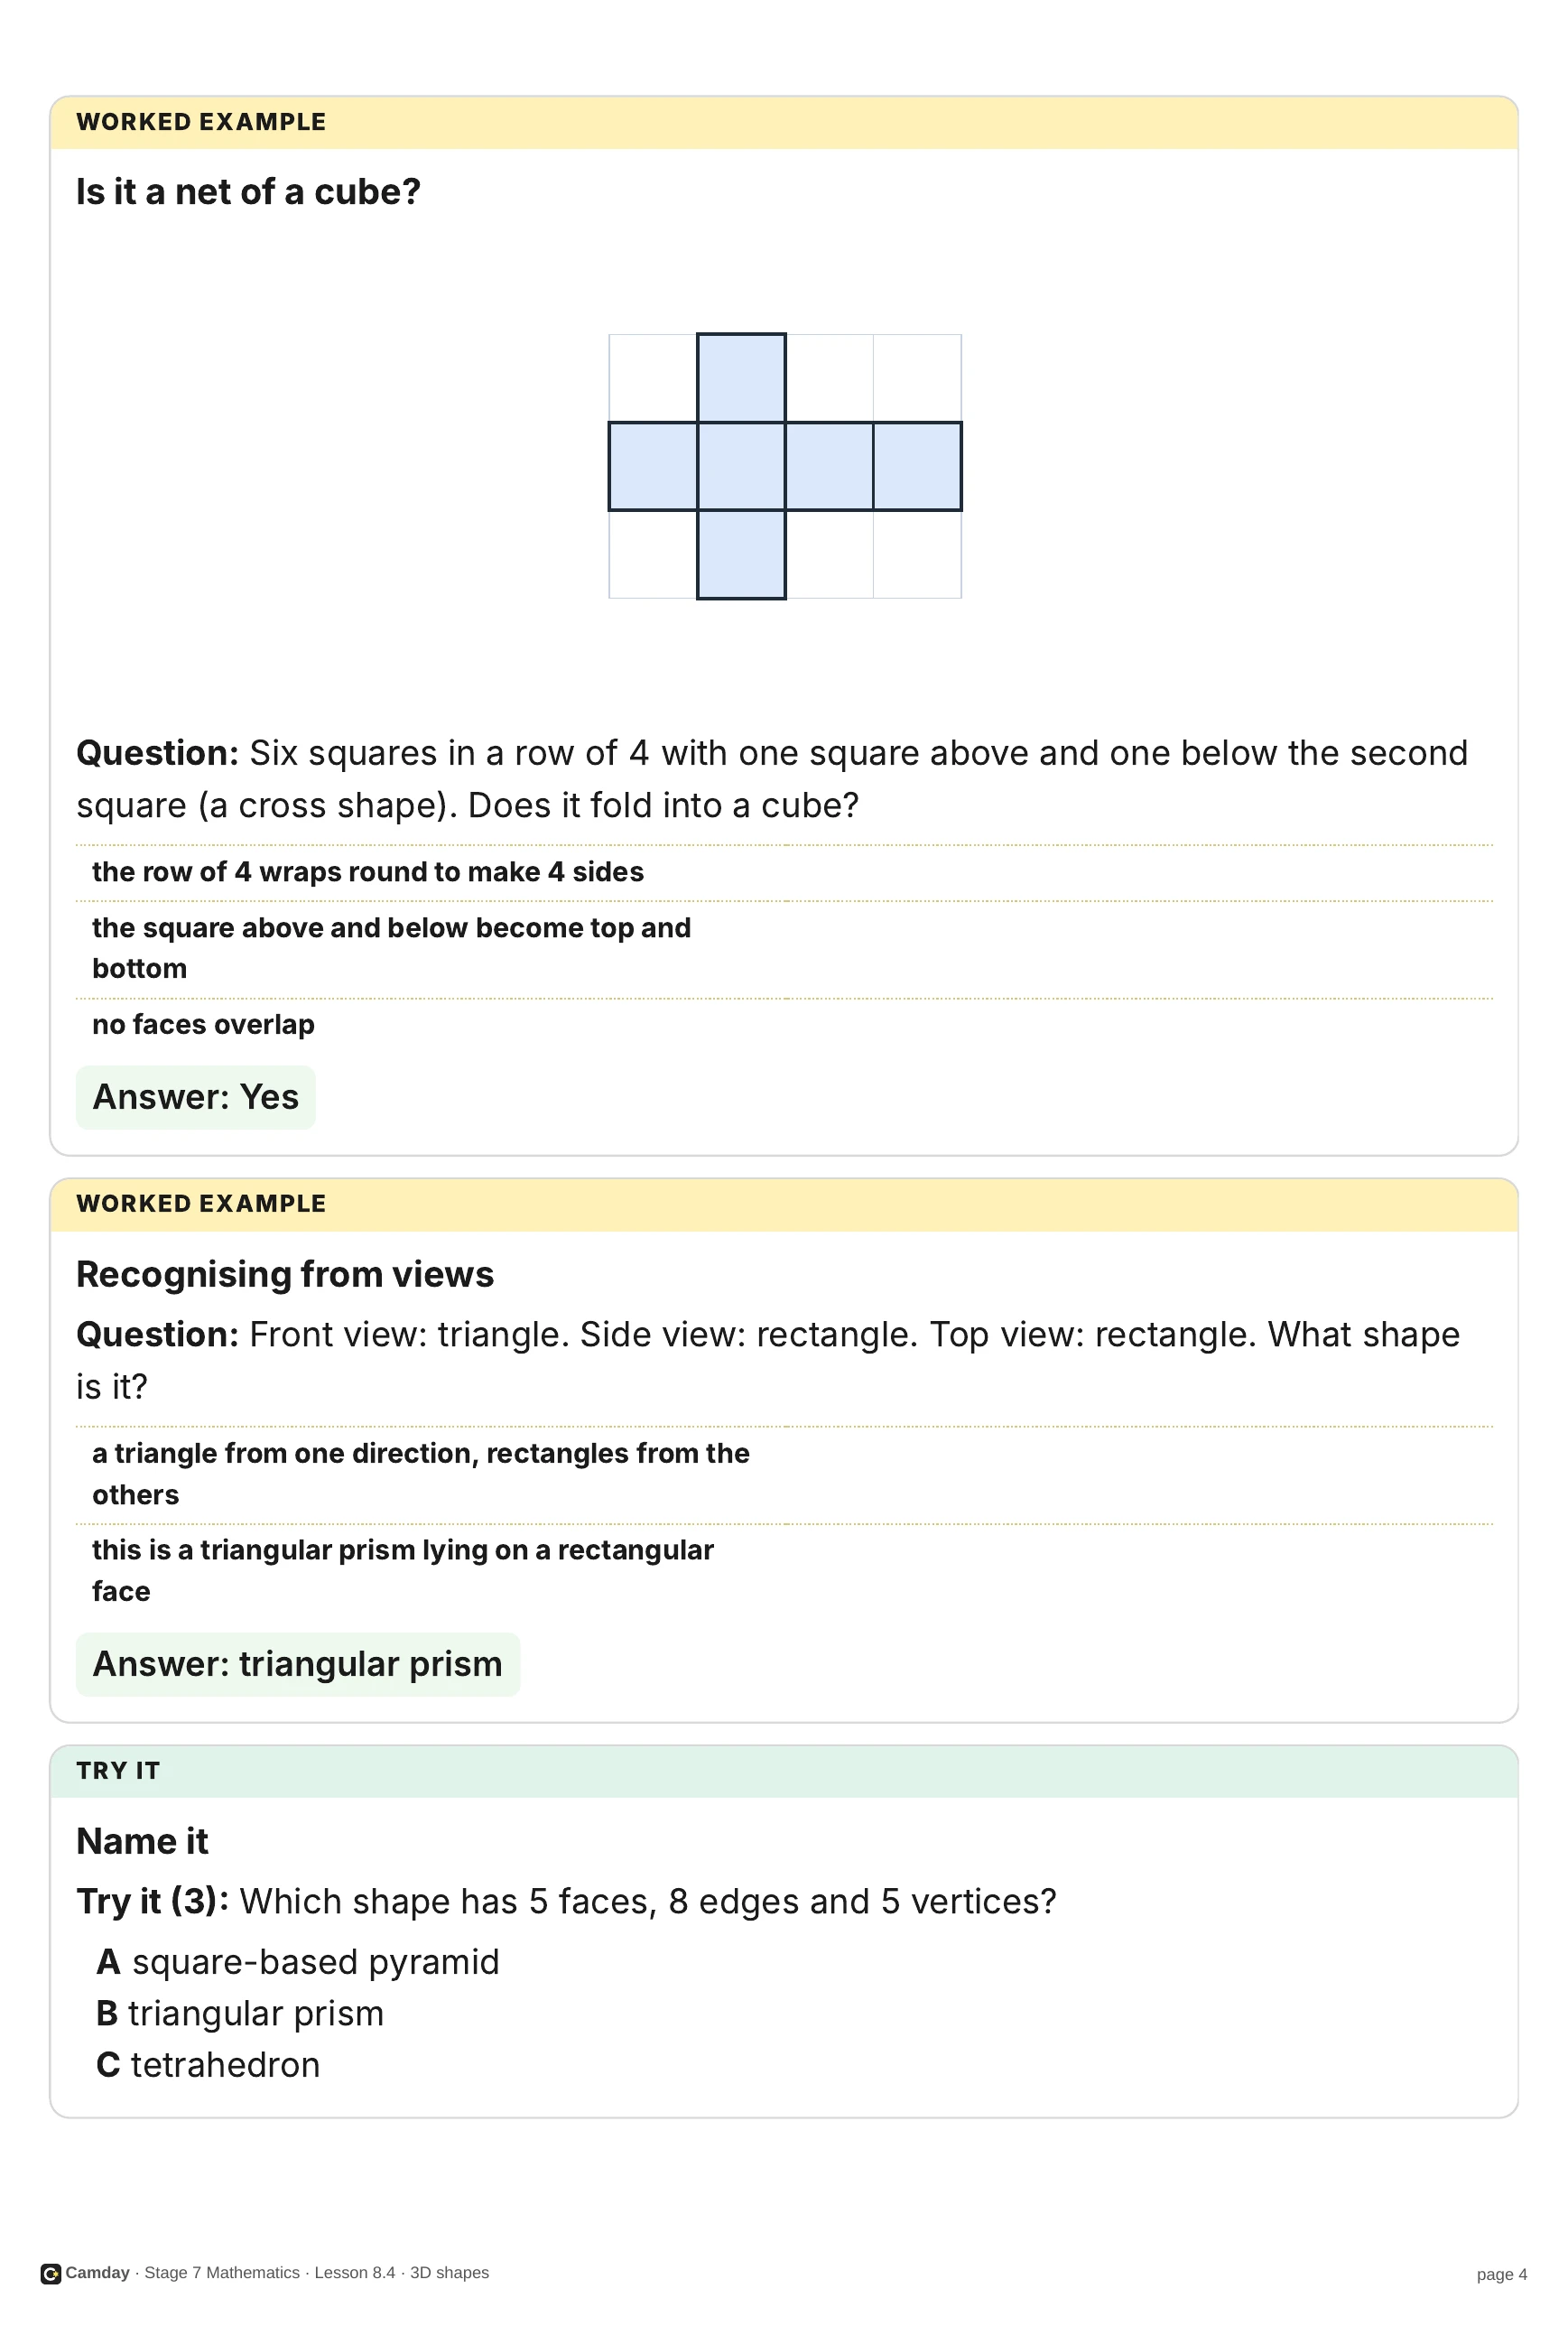 WORKED EXAMPLE
Is it a net of a cube?
Question: Six squares in a row of 4 with one square above and one below the second
square (a cross shape). Does it fold into a cube?
the row of 4 wraps round to make 4 sides
the square above and below become top and
bottom
no faces overlap
Answer: Yes
WORKED EXAMPLE
Recognising from views
Question: Front view: triangle. Side view: rectangle. Top view: rectangle. What shape
is it?
a triangle from one direction, rectangles from the
others
this is a triangular prism lying on a rectangular
face
Answer: triangular prism
TRY IT
Name it
Try it (3): Which shape has 5 faces, 8 edges and 5 vertices?
A square-based pyramid
B triangular prism
C tetrahedron
Camday · Stage 7 Mathematics · Lesson 8.4 · 3D shapes
page 4